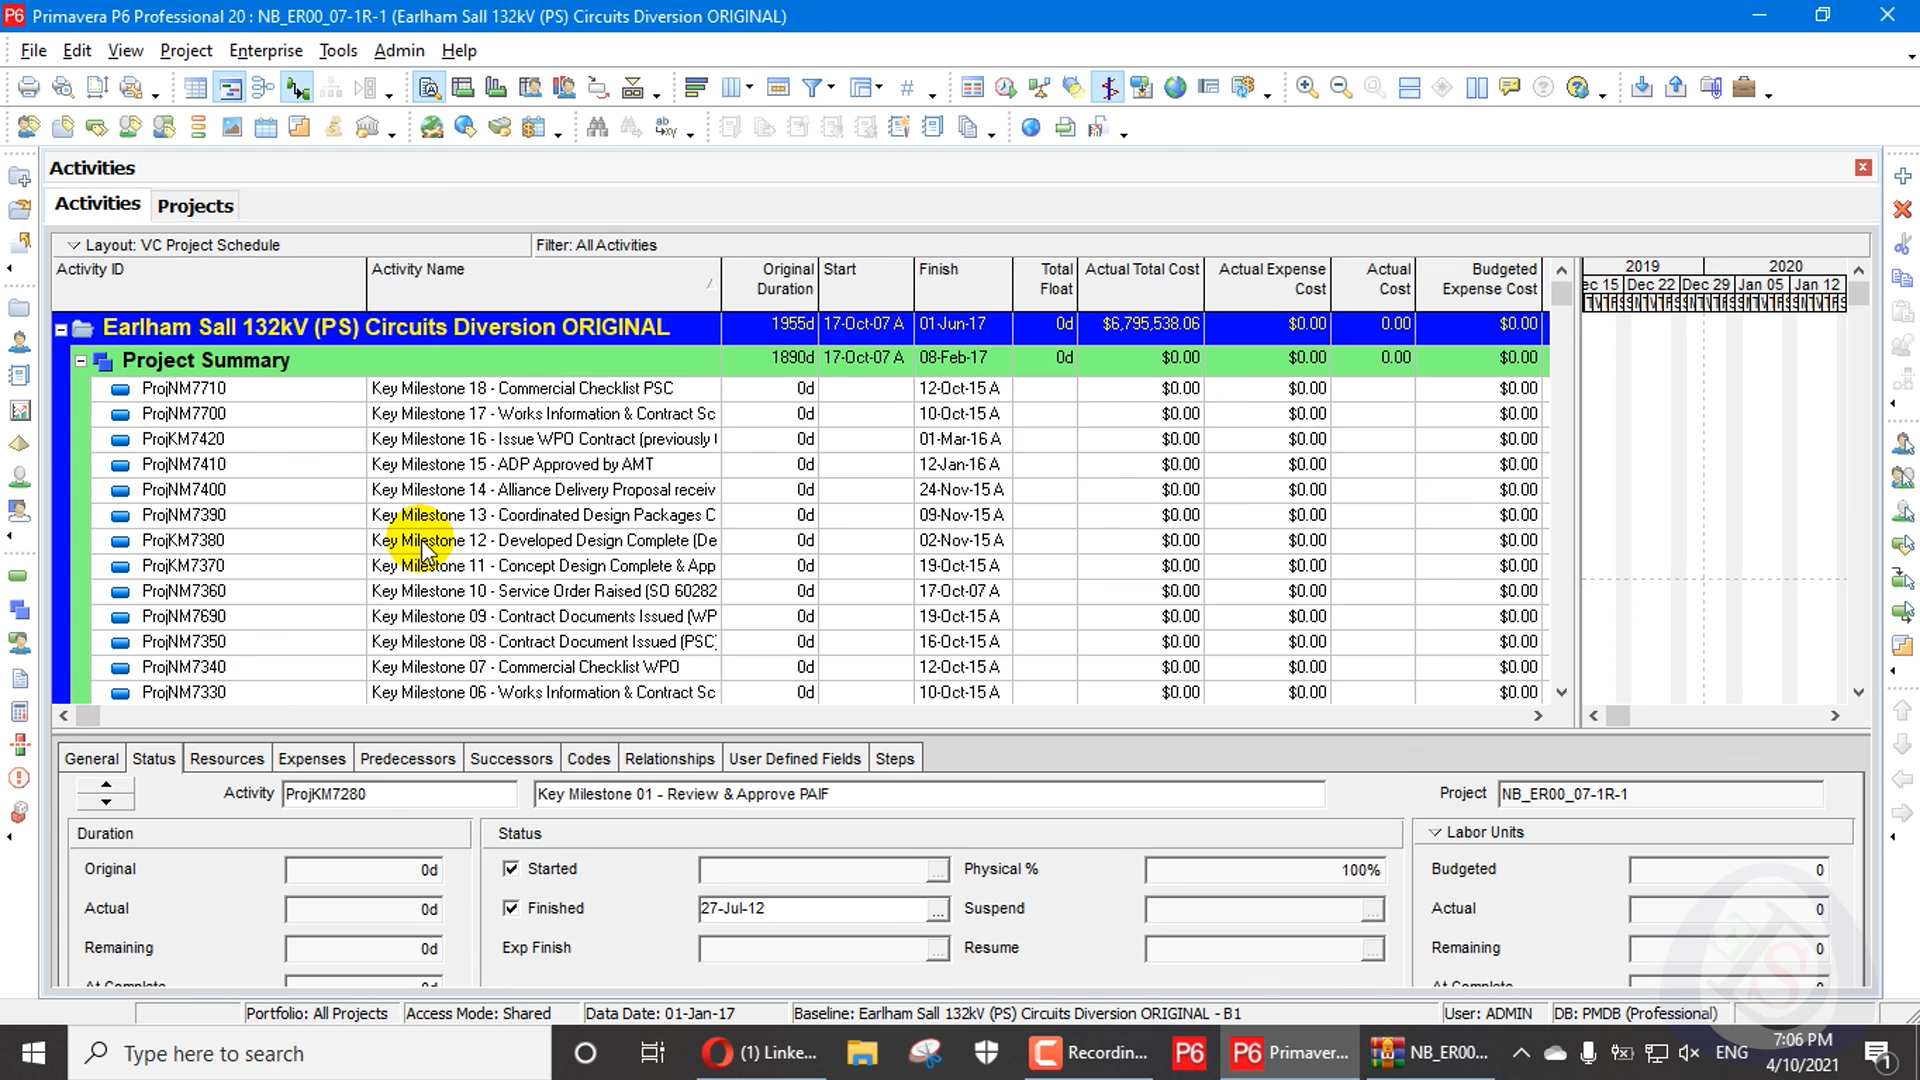 P6 Primavera P6 Professional 20 : NB_ER00_07-1R-1 (Earlham Sall 132kV (PS) Circuits Diversion ORIGINAL)
File Edit View Project Enterprise Tools Admin Help
Activities
Activities Projects
Layout: VC Project Schedule Filter: All Activities
Activity ID Activity Name Original Duration Start Finish Total Float Actual Total Cost Actual Expense Cost Actual Cost Budgeted Expense Cost 2019 2020
ec 15 Dec 22 Dec 29 Jan 05 Jan 12
Earlham Sall 132kV (PS) Circuits Diversion ORIGINAL 1955d 17-Oct-07 A 01-Jun-17 0d $6,795,538.06 $0.00 0.00 $0.00
Project Summary 1890d 17-Oct-07 A 08-Feb-17 0d $0.00 $0.00 0.00 $0.00
ProjNM7710 Key Milestone 18 - Commercial Checklist PSC 0d 12-Oct-15 A $0.00 $0.00 $0.00
ProjNM7700 Key Milestone 17 - Works Information & Contract Sc 0d 10-Oct-15 A $0.00 $0.00 $0.00
ProjKM7420 Key Milestone 16 - Issue WPO Contract (previously 0d 01-Mar-16 A $0.00 $0.00 $0.00
ProjNM7410 Key Milestone 15 - ADP Approved by AMT 0d 12-Jan-16 A $0.00 $0.00 $0.00
ProjNM7400 Key Milestone 14 - Alliance Delivery Proposal receiv 0d 24-Nov-15 A $0.00 $0.00 $0.00
ProjNM7390 Key Milestone 13 - Coordinated Design Packages C 0d 09-Nov-15 A $0.00 $0.00 $0.00
ProjKM7380 Key Milestone 12 - Developed Design Complete (De 0d 02-Nov-15 A $0.00 $0.00 $0.00
ProjKM7370 Key Milestone 11 - Concept Design Complete & App 0d 19-Oct-15 A $0.00 $0.00 $0.00
ProjNM7360 Key Milestone 10 - Service Order Raised (SO 60282 0d 17-Oct-07 A $0.00 $0.00 $0.00
ProjNM7690 Key Milestone 09 - Contract Documents Issued (WP 0d 19-Oct-15 A $0.00 $0.00 $0.00
ProjNM7350 Key Milestone 08 - Contract Document Issued (PSC) 0d 16-Oct-15 A $0.00 $0.00 $0.00
ProjNM7340 Key Milestone 07 - Commercial Checklist WPO 0d 12-Oct-15 A $0.00 $0.00 $0.00
ProjNM7330 Key Milestone 06 - Works Information & Contract Sc 0d 10-Oct-15 A $0.00 $0.00 $0.00
General Status Resources Expenses Predecessors Successors Codes Relationships User Defined Fields Steps
Activity ProjKM7280 Key Milestone 01 - Review & Approve PAIF Project NB_ER00_07-1R-1
Duration Status Labor Units
Original 0d Started Physical % 100% Budgeted 0
Actual 0d Finished 27-Jul-12 Suspend Actual 0
Remaining 0d Exp Finish Resume Remaining 0
At Complete 0d At Complete 0
Portfolio: All Projects Access Mode: Shared Data Date: 01-Jan-17 Baseline: Earlham Sall 132kV (PS) Circuits Diversion ORIGINAL - B1 User: ADMIN DB: PMDB (Professional)
Type here to search (1) Linke... Recordin... P6 P6 Primaver... NB_ER00... ENG 7:06 PM
4/10/2021 1